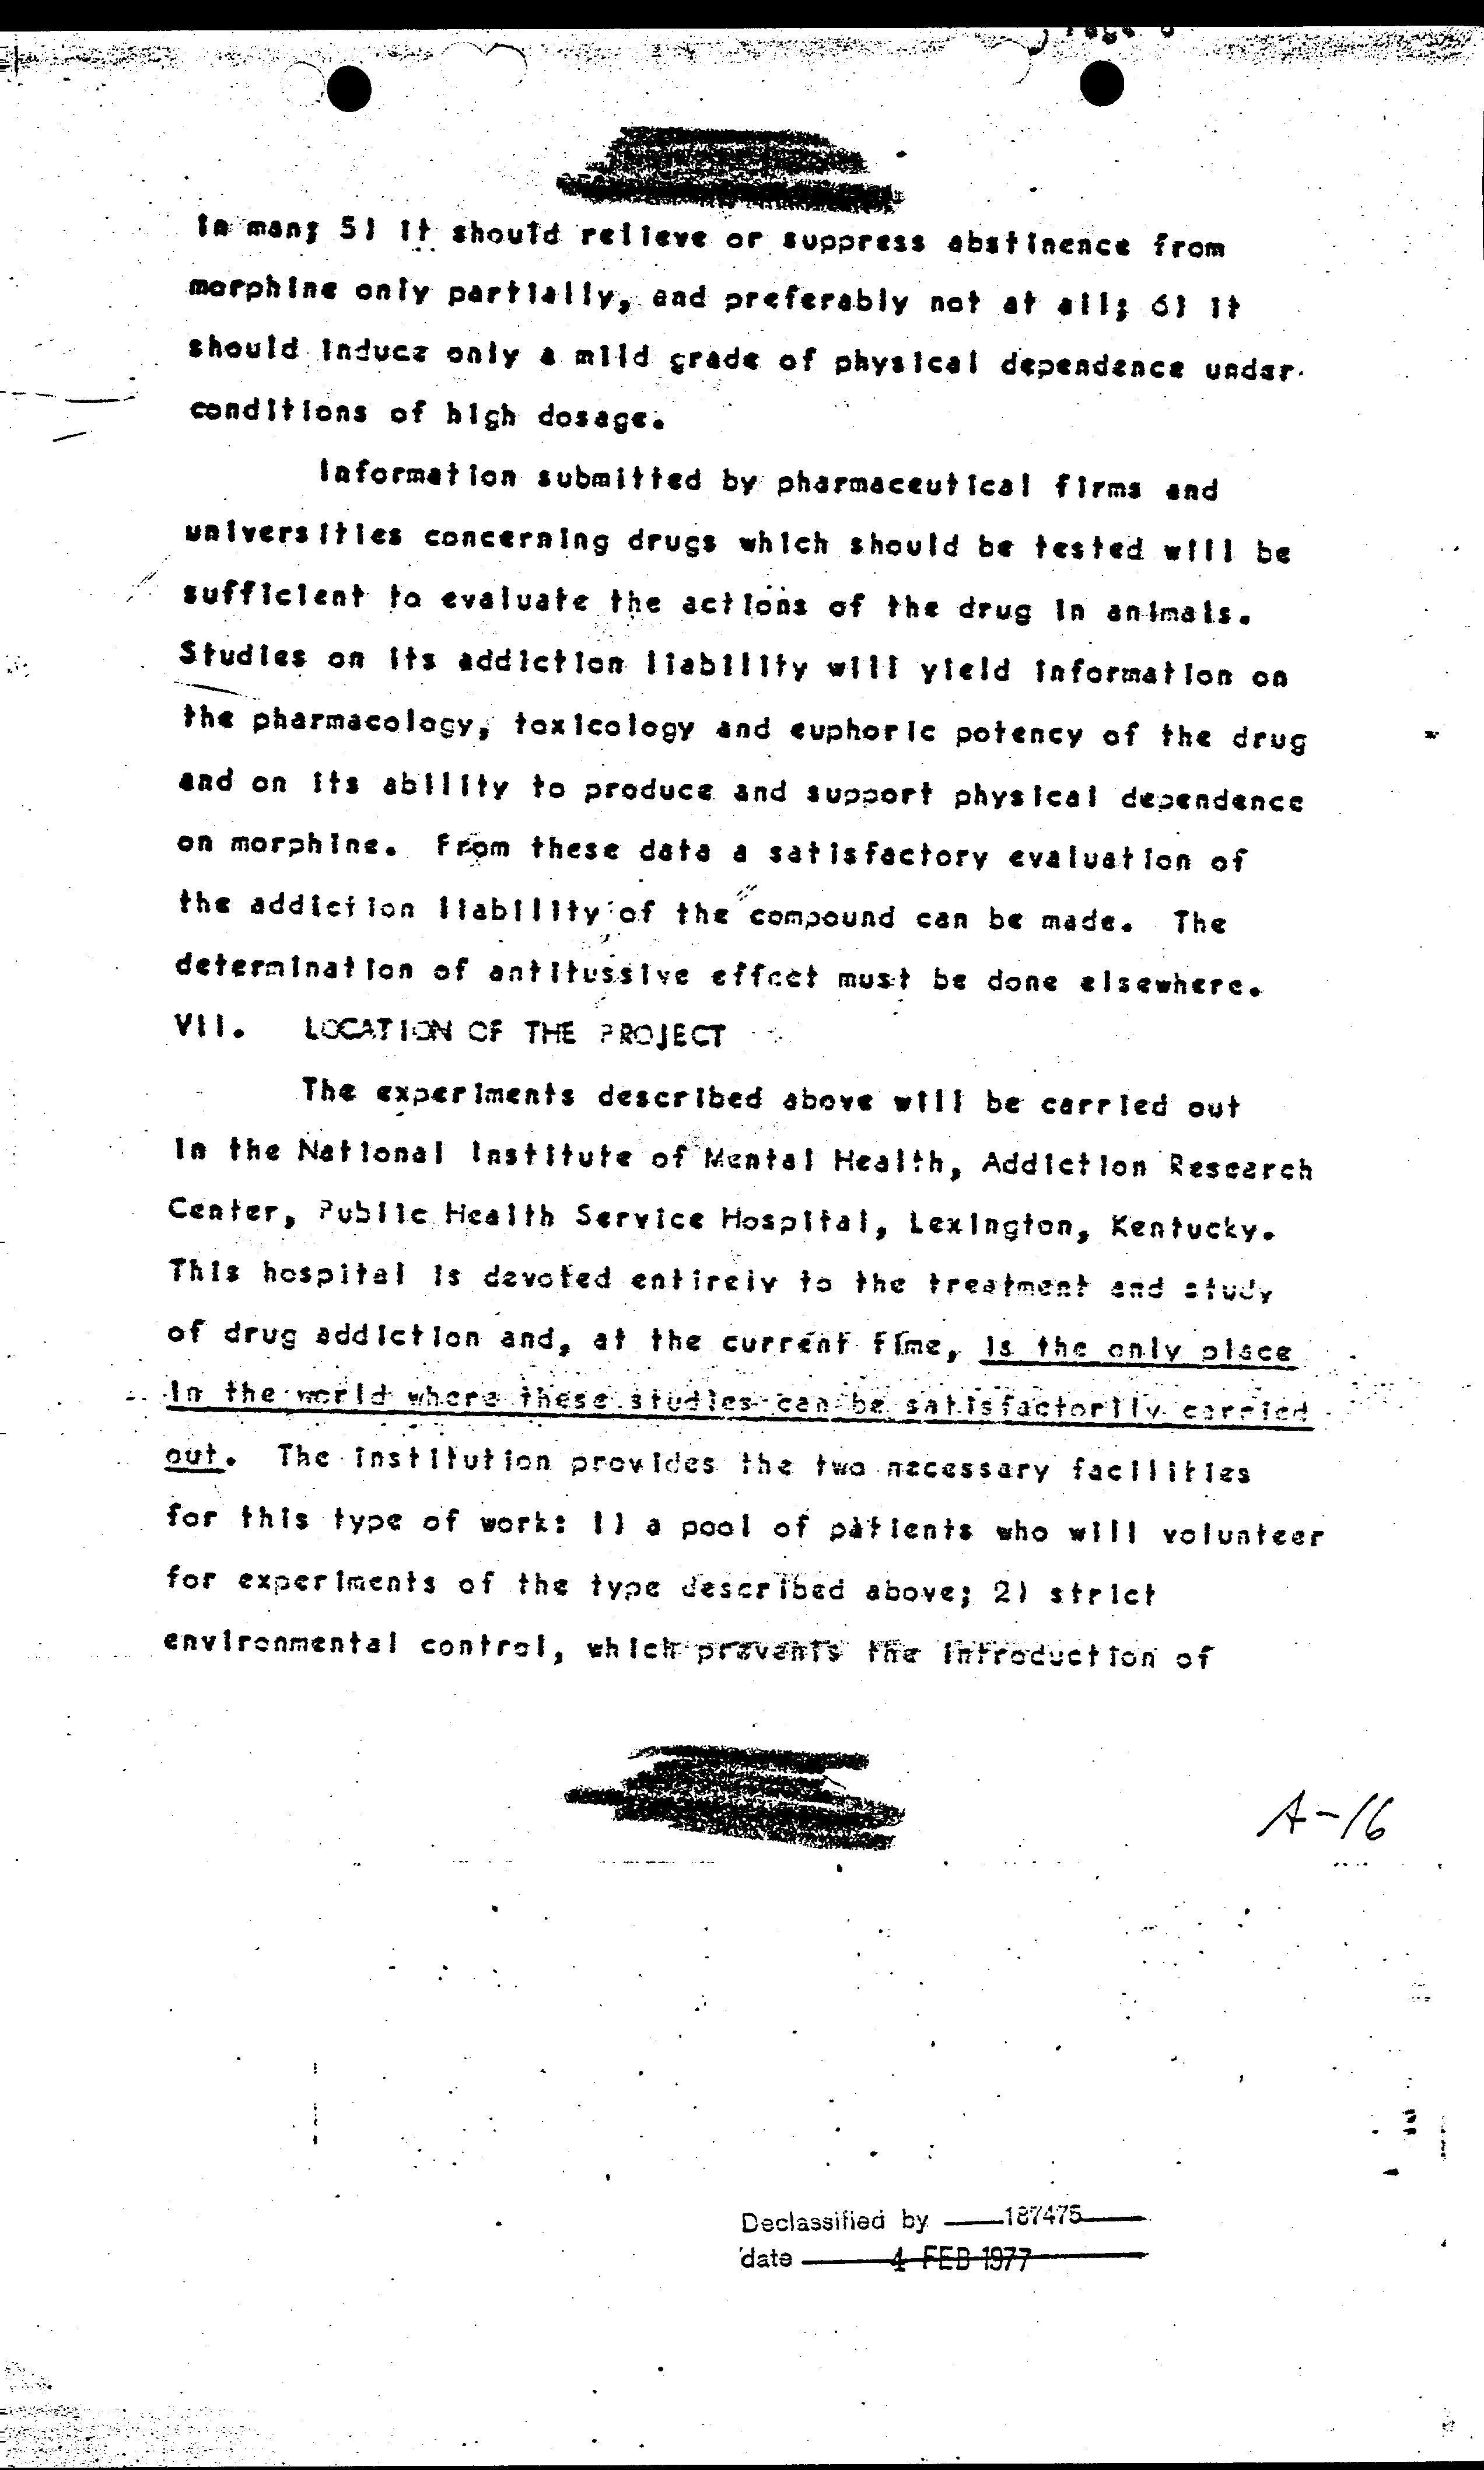 Page
in man; 5) it should relieve or suppress abstinence from
morphine only partially, and preferably not at all; 6) it
should induce only a mild grade of physical dependence under
conditions of high dosage.
Information submitted by pharmaceutical firms and
universities concerning drugs which should be tested will be
sufficient to evaluate the actions of the drug in animals.
Studies on its addiction liability will yield information on
the pharmacology, toxicology and euphoric potency of the drug
and on its ability to produce and support physical dependence
on morphine. From these data a satisfactory evaluation of
the addiction liability of the compound can be made. The
determination of antitussive effect must be done elsewhere.
VII. LOCATION OF THE PROJECT
The experiments described above will be carried out
in the National Institute of Mental Health, Addiction Research
Center, Public Health Service Hospital, Lexington, Kentucky.
This hospital is devoted entirely to the treatment and study
of drug addiction and, at the current time, is the only place
in the world where these studies can be satisfactorily carried
out. The institution provides the two necessary facilities
for this type of work: 1) a pool of patients who will volunteer
for experiments of the type described above; 2) strict
environmental control, which prevents the introduction of
A-16
Declassified by 187475
date 4 FEB 1977